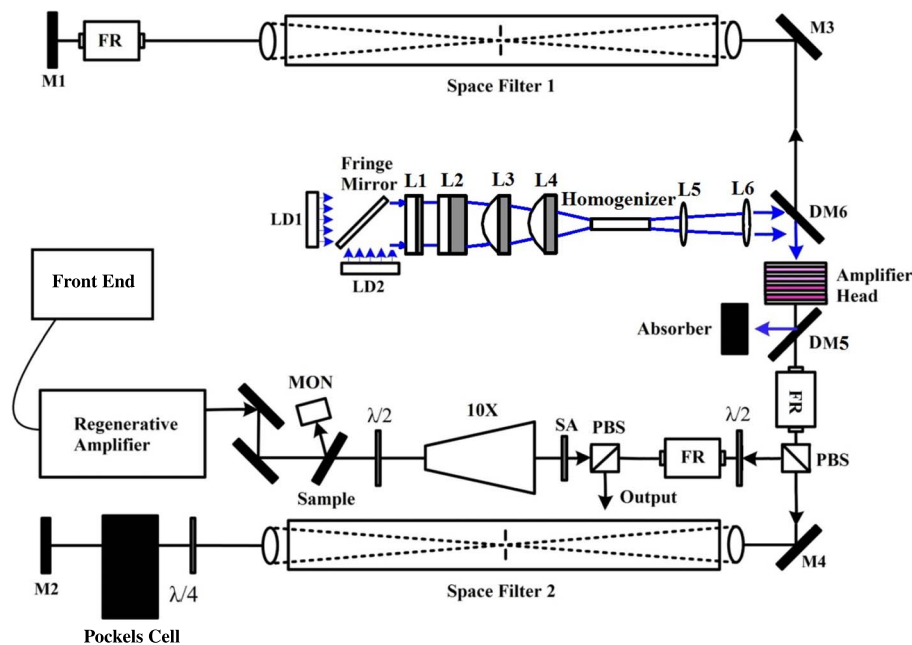 M3
FR
M1
Space Filter 1
Fringe
Mirror
L1
L2
L3
L4
Homogenizer
L5
L6
LD1
DM6
LD2
Front End
Amplifier
Head
Absorber
DM5
MON
λ/2
10X
SA
PBS
λ/2
FR
Regenerative
Amplifier
FR
PBS
Sample
Output
M2
λ/4
Space Filter 2
M4
Pockels Cell